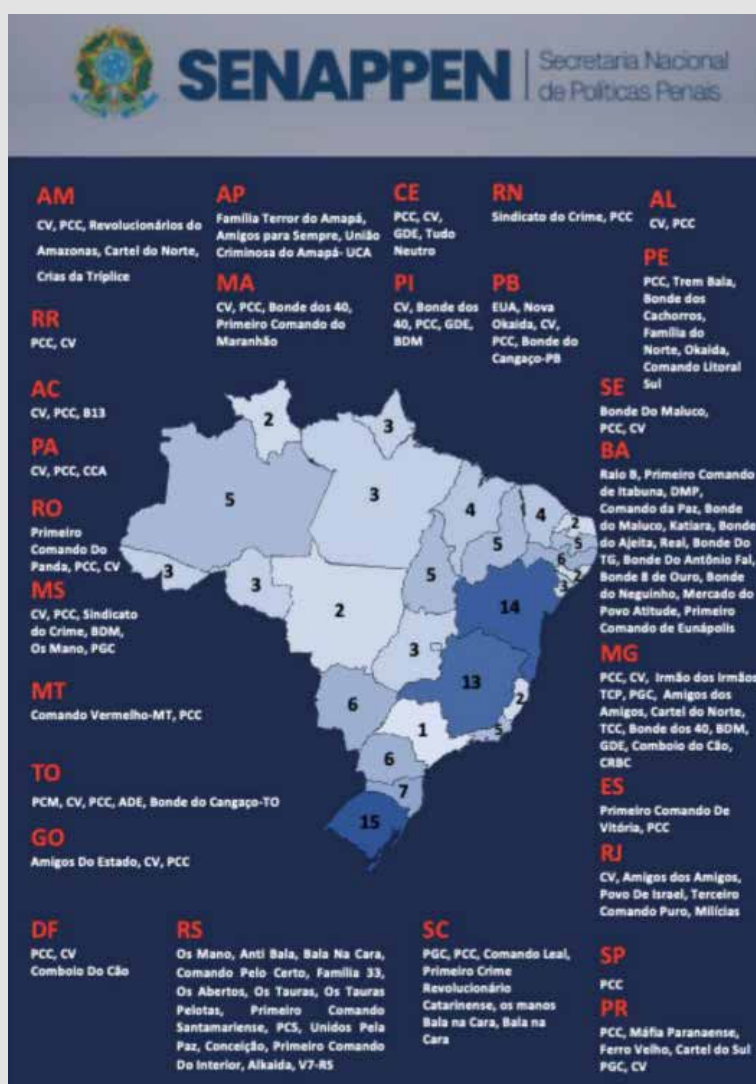 SENAPPEN
Secretaria Nacional
de Políticas Penais
AM
CV, PCC, Revolucionários do
Amazonas, Cartel do Norte,
Crias da Tríplice
AP
Família Terror do Amapá,
Amigos para Sempre, União
Criminosa do Amapá- UCA
CE
PCC, CV,
GDE, Tudo
Neutro
RN
Sindicato do Crime, PCC
AL
CV, PCC
PE
PCC, Trem Bala,
Bonde dos
Cachorros,
Família do
Norte, Okaida,
Comando Litoral
Sul
MA
CV, PCC, Bonde dos 40,
Primeiro Comando do
Maranhão
PI
CV, Bonde dos
40, PCC, GDE,
BDM
PB
EUA, Nova
Okaida, CV,
PCC, Bonde do
Cangaço-PB
RR
PCC, CV
AC
CV, PCC, B13
PA
CV, PCC, CCA
RO
Primeiro
Comando Do
Panda, PCC, CV
MS
CV, PCC, Sindicato
do Crime, BDM,
Os Mano, PGC
MT
Comando Vermelho-MT, PCC
TO
PCM, CV, PCC, ADE, Bonde do Cangaço-TO
GO
Amigos Do Estado, CV, PCC
2
3
5
3
4
4
2
5
5
6
2
3
3
3
5
14
2
3
13
2
6
1
5
6
7
15
SE
Bonde Do Maluco,
PCC, CV
BA
Raio B, Primeiro Comando
de Itabuna, DMP,
Comando da Paz, Bonde
do Maluco, Katiara, Bonde
do Ajeita, Real, Bonde Do
TG, Bonde Do Antônio Fai,
Bonde B de Ouro, Bonde
do Neguinho, Mercado do
Povo Atitude, Primeiro
Comando de Eunápolis
MG
PCC, CV, Irmão dos Irmãos
TCP, PGC, Amigos dos
Amigos, Cartel do Norte,
TCC, Bonde dos 40, BDM,
GDE, Comboio do Cão,
CRBC
ES
Primeiro Comando De
Vitória, PCC
RJ
CV, Amigos dos Amigos,
Povo De Israel, Terceiro
Comando Puro, Milícias
DF
PCC, CV
Comboio Do Cão
RS
Os Mano, Anti Bala, Bala Na Cara,
Comando Pelo Certo, Família 33,
Os Abertos, Os Tauras, Os Tauras
Pelotas, Primeiro Comando
Santamariense, PCS, Unidos Pela
Paz, Conceição, Primeiro Comando
Do Interior, Alkaida, V7-RS
SC
PGC, PCC, Comando Leal,
Primeiro Crime
Revolucionário
Catarinense, os manos
Bala na Cara, Bala na
Cara
SP
PCC
PR
PCC, Máfia Paranaense,
Ferro Velho, Cartel do Sul
PGC, CV